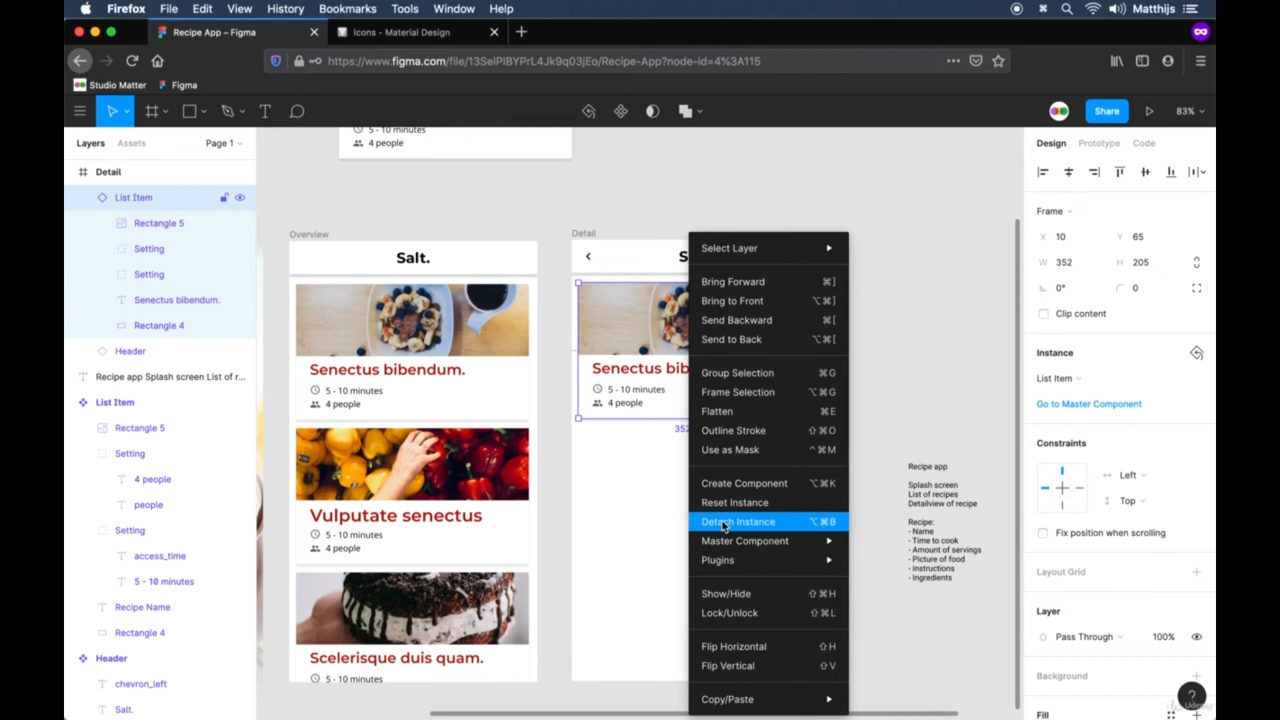 Firefox File Edit View History Bookmarks Tools Window Help Matthijs
Recipe App – Figma
Icons - Material Design
https://www.figma.com/file/13SelPIBYPrL4Jk9q03jEo/Recipe-App?node-id=4%3A115
Studio Matter Figma
Share
83%
Layers Assets Page 1
Detail
List Item
Rectangle 5
Setting
Setting
Senectus bibendum.
Rectangle 4
Header
Recipe app Splash screen List of r...
List Item
Rectangle 5
Setting
4 people
people
Setting
access_time
5 - 10 minutes
Recipe Name
Rectangle 4
Header
chevron_left
Salt.
5 - 10 minutes
4 people
Overview
Salt.
Senectus bibendum.
5 - 10 minutes
4 people
Vulputate senectus
5 - 10 minutes
4 people
Scelerisque duis quam.
5 - 10 minutes
Detail
S
Senectus bib
5 - 10 minutes
4 people
352
Select Layer
Bring Forward ⌘]
Bring to Front ⌥⌘]
Send Backward ⌘[
Send to Back ⌥⌘[
Group Selection ⌘G
Frame Selection ⌥⌘G
Flatten ⌘E
Outline Stroke ⇧⌘O
Use as Mask ^⌘M
Create Component ⌥⌘K
Reset Instance
Detach Instance ⌥⌘B
Master Component
Plugins
Show/Hide ⇧⌘H
Lock/Unlock ⇧⌘L
Flip Horizontal ⇧H
Flip Vertical ⇧V
Copy/Paste
Recipe app
Splash screen
List of recipes
Detailview of recipe
Recipe:
- Name
- Time to cook
- Amount of servings
- Picture of food
- Instructions
- Ingredients
Design Prototype Code
Frame
X 10 Y 65
W 352 H 205
0° 0
Clip content
Instance
List Item
Go to Master Component
Constraints
Left
Top
Fix position when scrolling
Layout Grid
Layer
Pass Through 100%
Background
Fill
?
Udemy